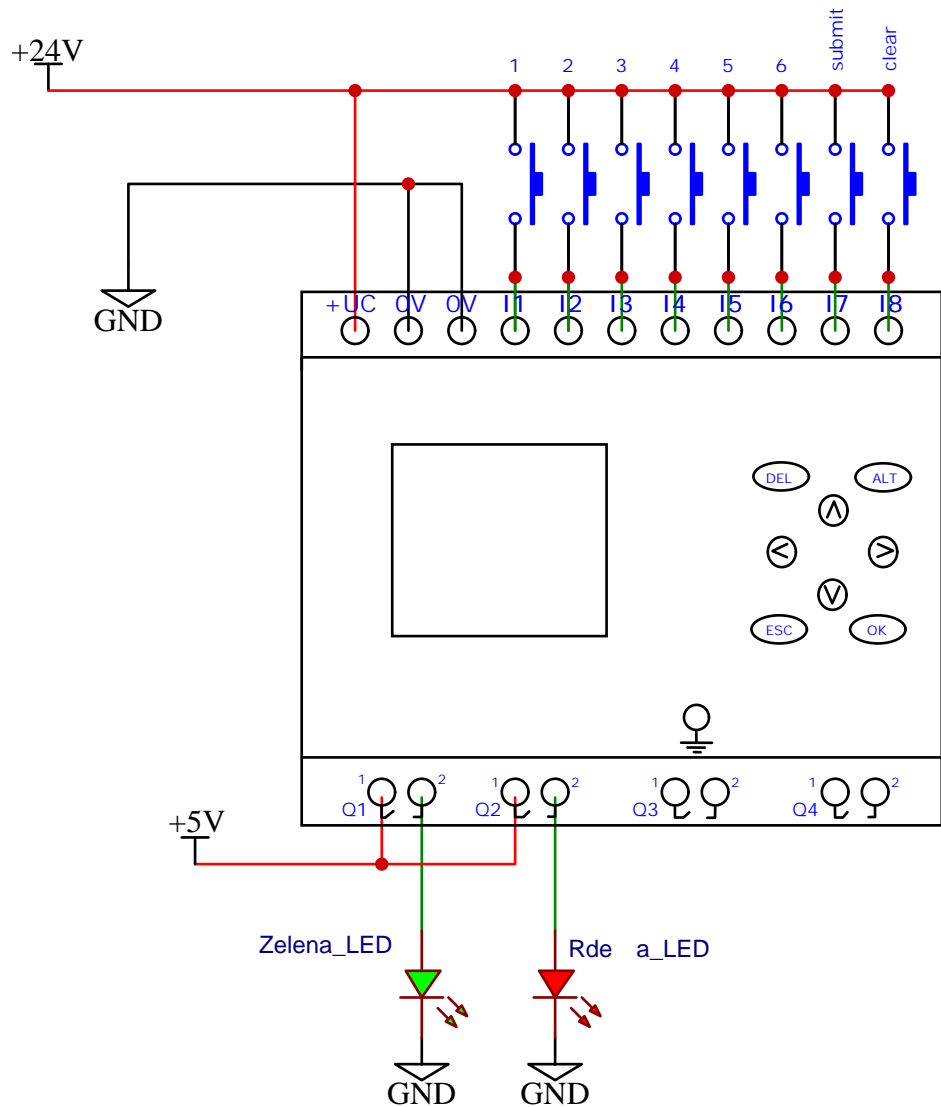 +24V
1 2 3 4 5 6 submit clear
GND
+UC 0V 0V I1 I2 I3 I4 I5 I6 I7 I8
DEL ALT
< ^ >
v
ESC OK
1 2 1 2 1 2 1 2
Q1 Q2 Q3 Q4
+5V
Zelena_LED Rde a_LED
GND GND